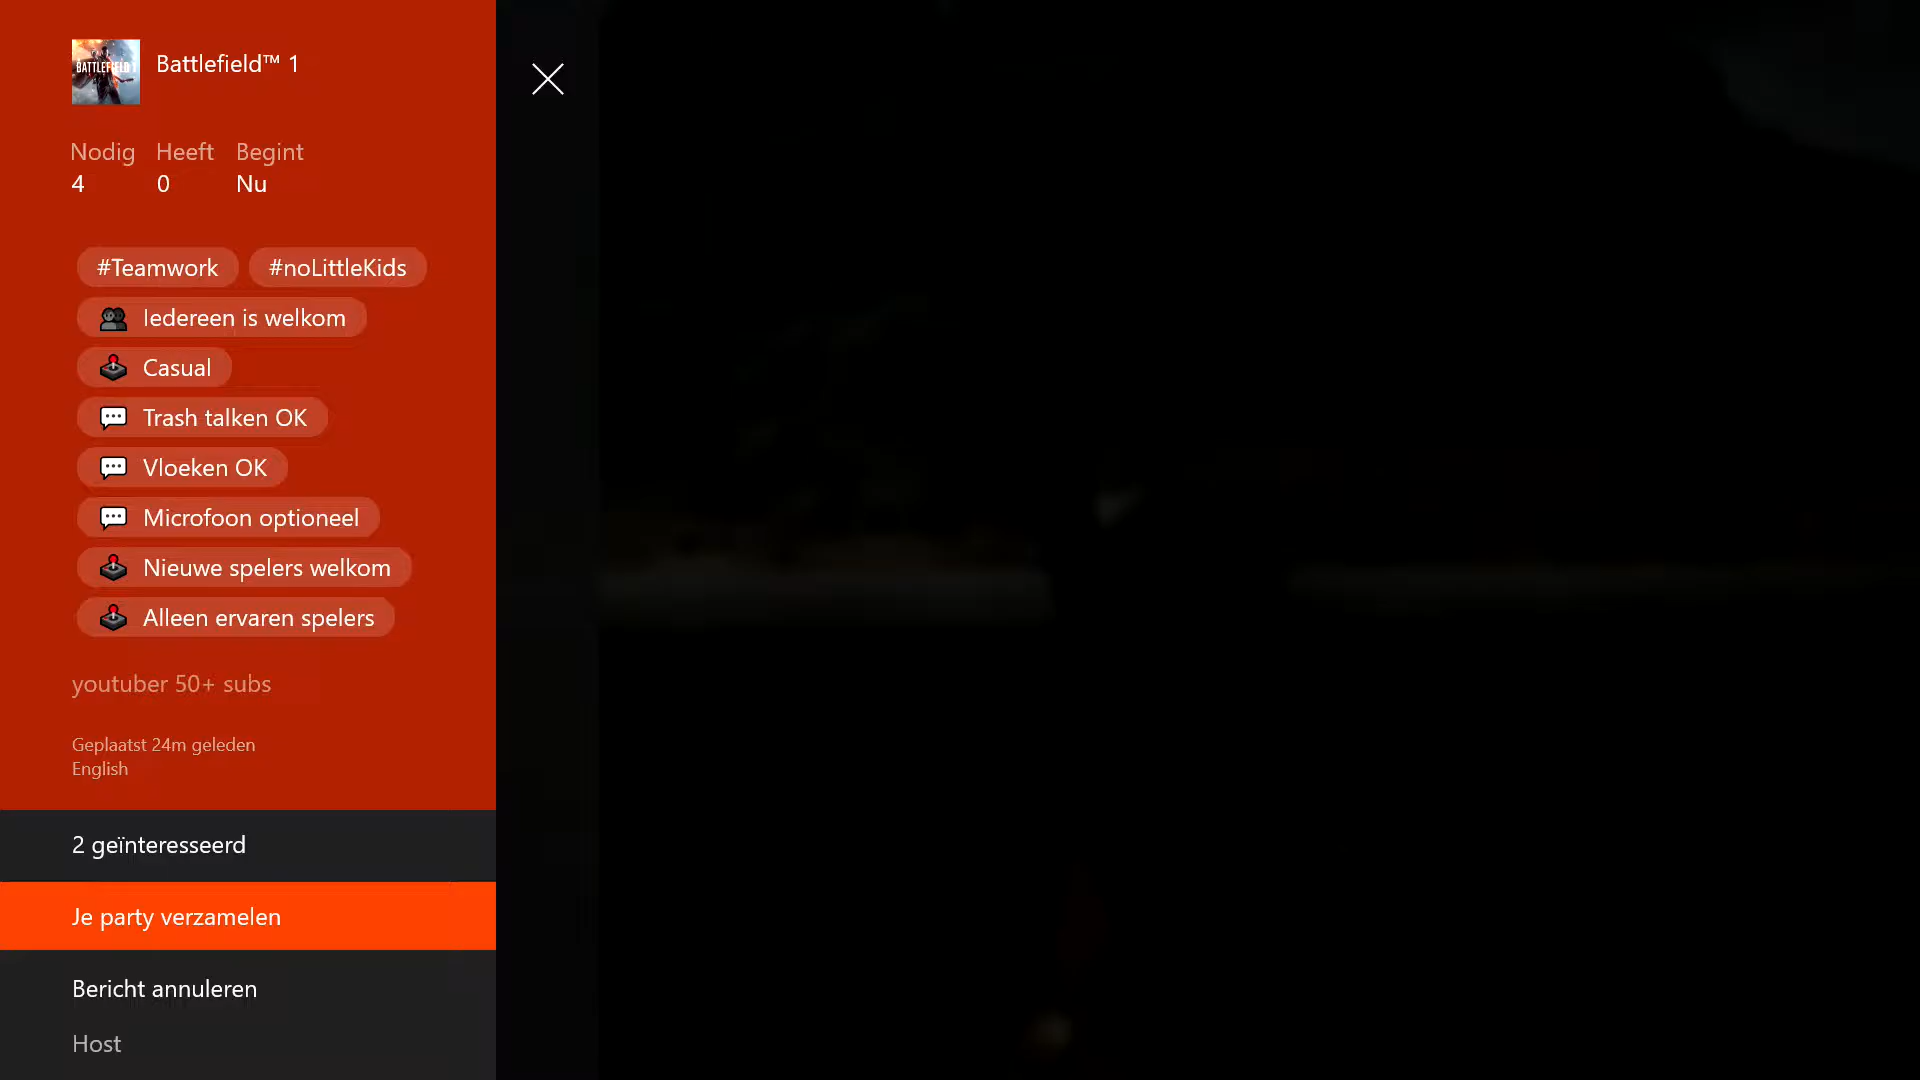 Battlefield™ 1
BATTLEFIELD 1
Nodig Heeft Begint
4 0 Nu
#Teamwork #noLittleKids
Iedereen is welkom
Casual
Trash talken OK
Vloeken OK
Microfoon optioneel
Nieuwe spelers welkom
Alleen ervaren spelers
youtuber 50+ subs
Geplaatst 24m geleden
English
2 geïnteresseerd
Je party verzamelen
Bericht annuleren
Host